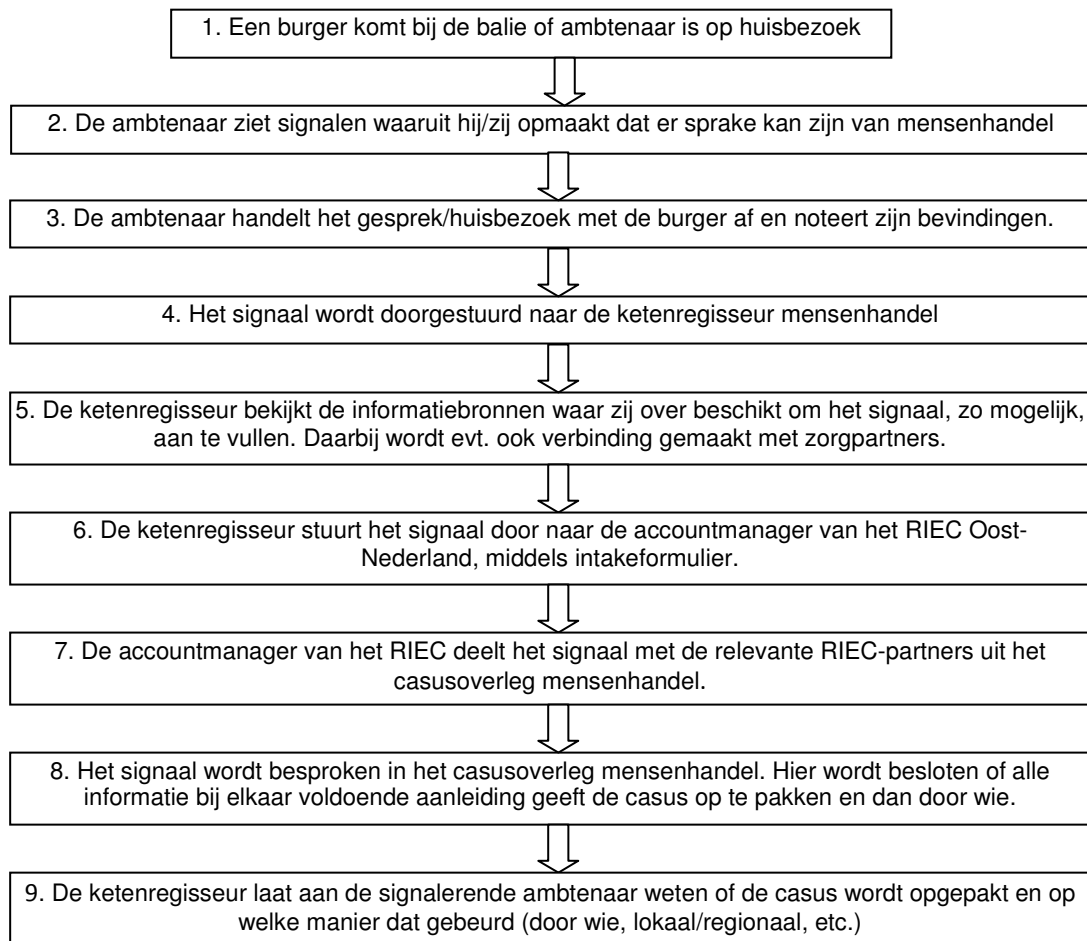 1. Een burger komt bij de balie of ambtenaar is op huisbezoek
2. De ambtenaar ziet signalen waaruit hij/zij opmaakt dat er sprake kan zijn van mensenhandel
3. De ambtenaar handelt het gesprek/huisbezoek met de burger af en noteert zijn bevindingen.
4. Het signaal wordt doorgestuurd naar de ketenregisseur mensenhandel
5. De ketenregisseur bekijkt de informatiebronnen waar zij over beschikt om het signaal, zo mogelijk,
aan te vullen. Daarbij wordt evt. ook verbinding gemaakt met zorgpartners.
6. De ketenregisseur stuurt het signaal door naar de accountmanager van het RIEC Oost-
Nederland, middels intakeformulier.
7. De accountmanager van het RIEC deelt het signaal met de relevante RIEC-partners uit het
casusoverleg mensenhandel.
8. Het signaal wordt besproken in het casusoverleg mensenhandel. Hier wordt besloten of alle
informatie bij elkaar voldoende aanleiding geeft de casus op te pakken en dan door wie.
9. De ketenregisseur laat aan de signalerende ambtenaar weten of de casus wordt opgepakt en op
welke manier dat gebeurd (door wie, lokaal/regionaal, etc.)